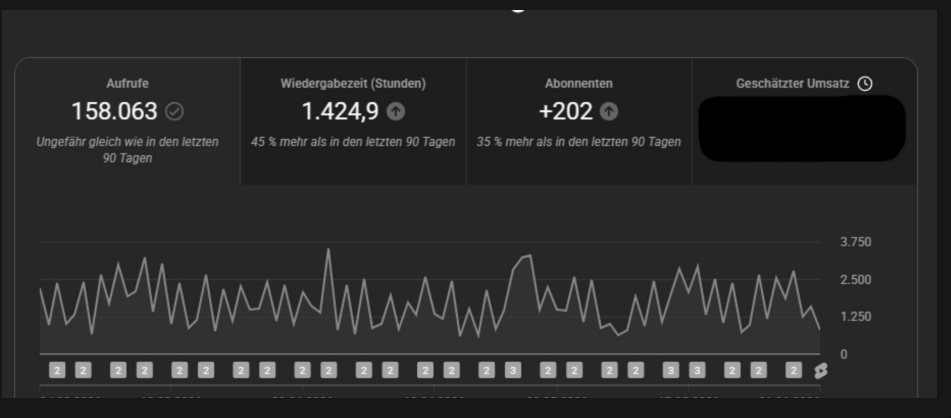 Aufrufe
158.063
Ungefähr gleich wie in den letzten
90 Tagen
Wiedergabezeit (Stunden)
1.424,9
45 % mehr als in den letzten 90 Tagen
Abonnenten
+202
35 % mehr als in den letzten 90 Tagen
Geschätzter Umsatz
3.750
2.500
1.250
0
2 2 2 2 2 2 2 2 2 2 2 2 2 2 2 3 2 2 2 2 3 3 2 2 2